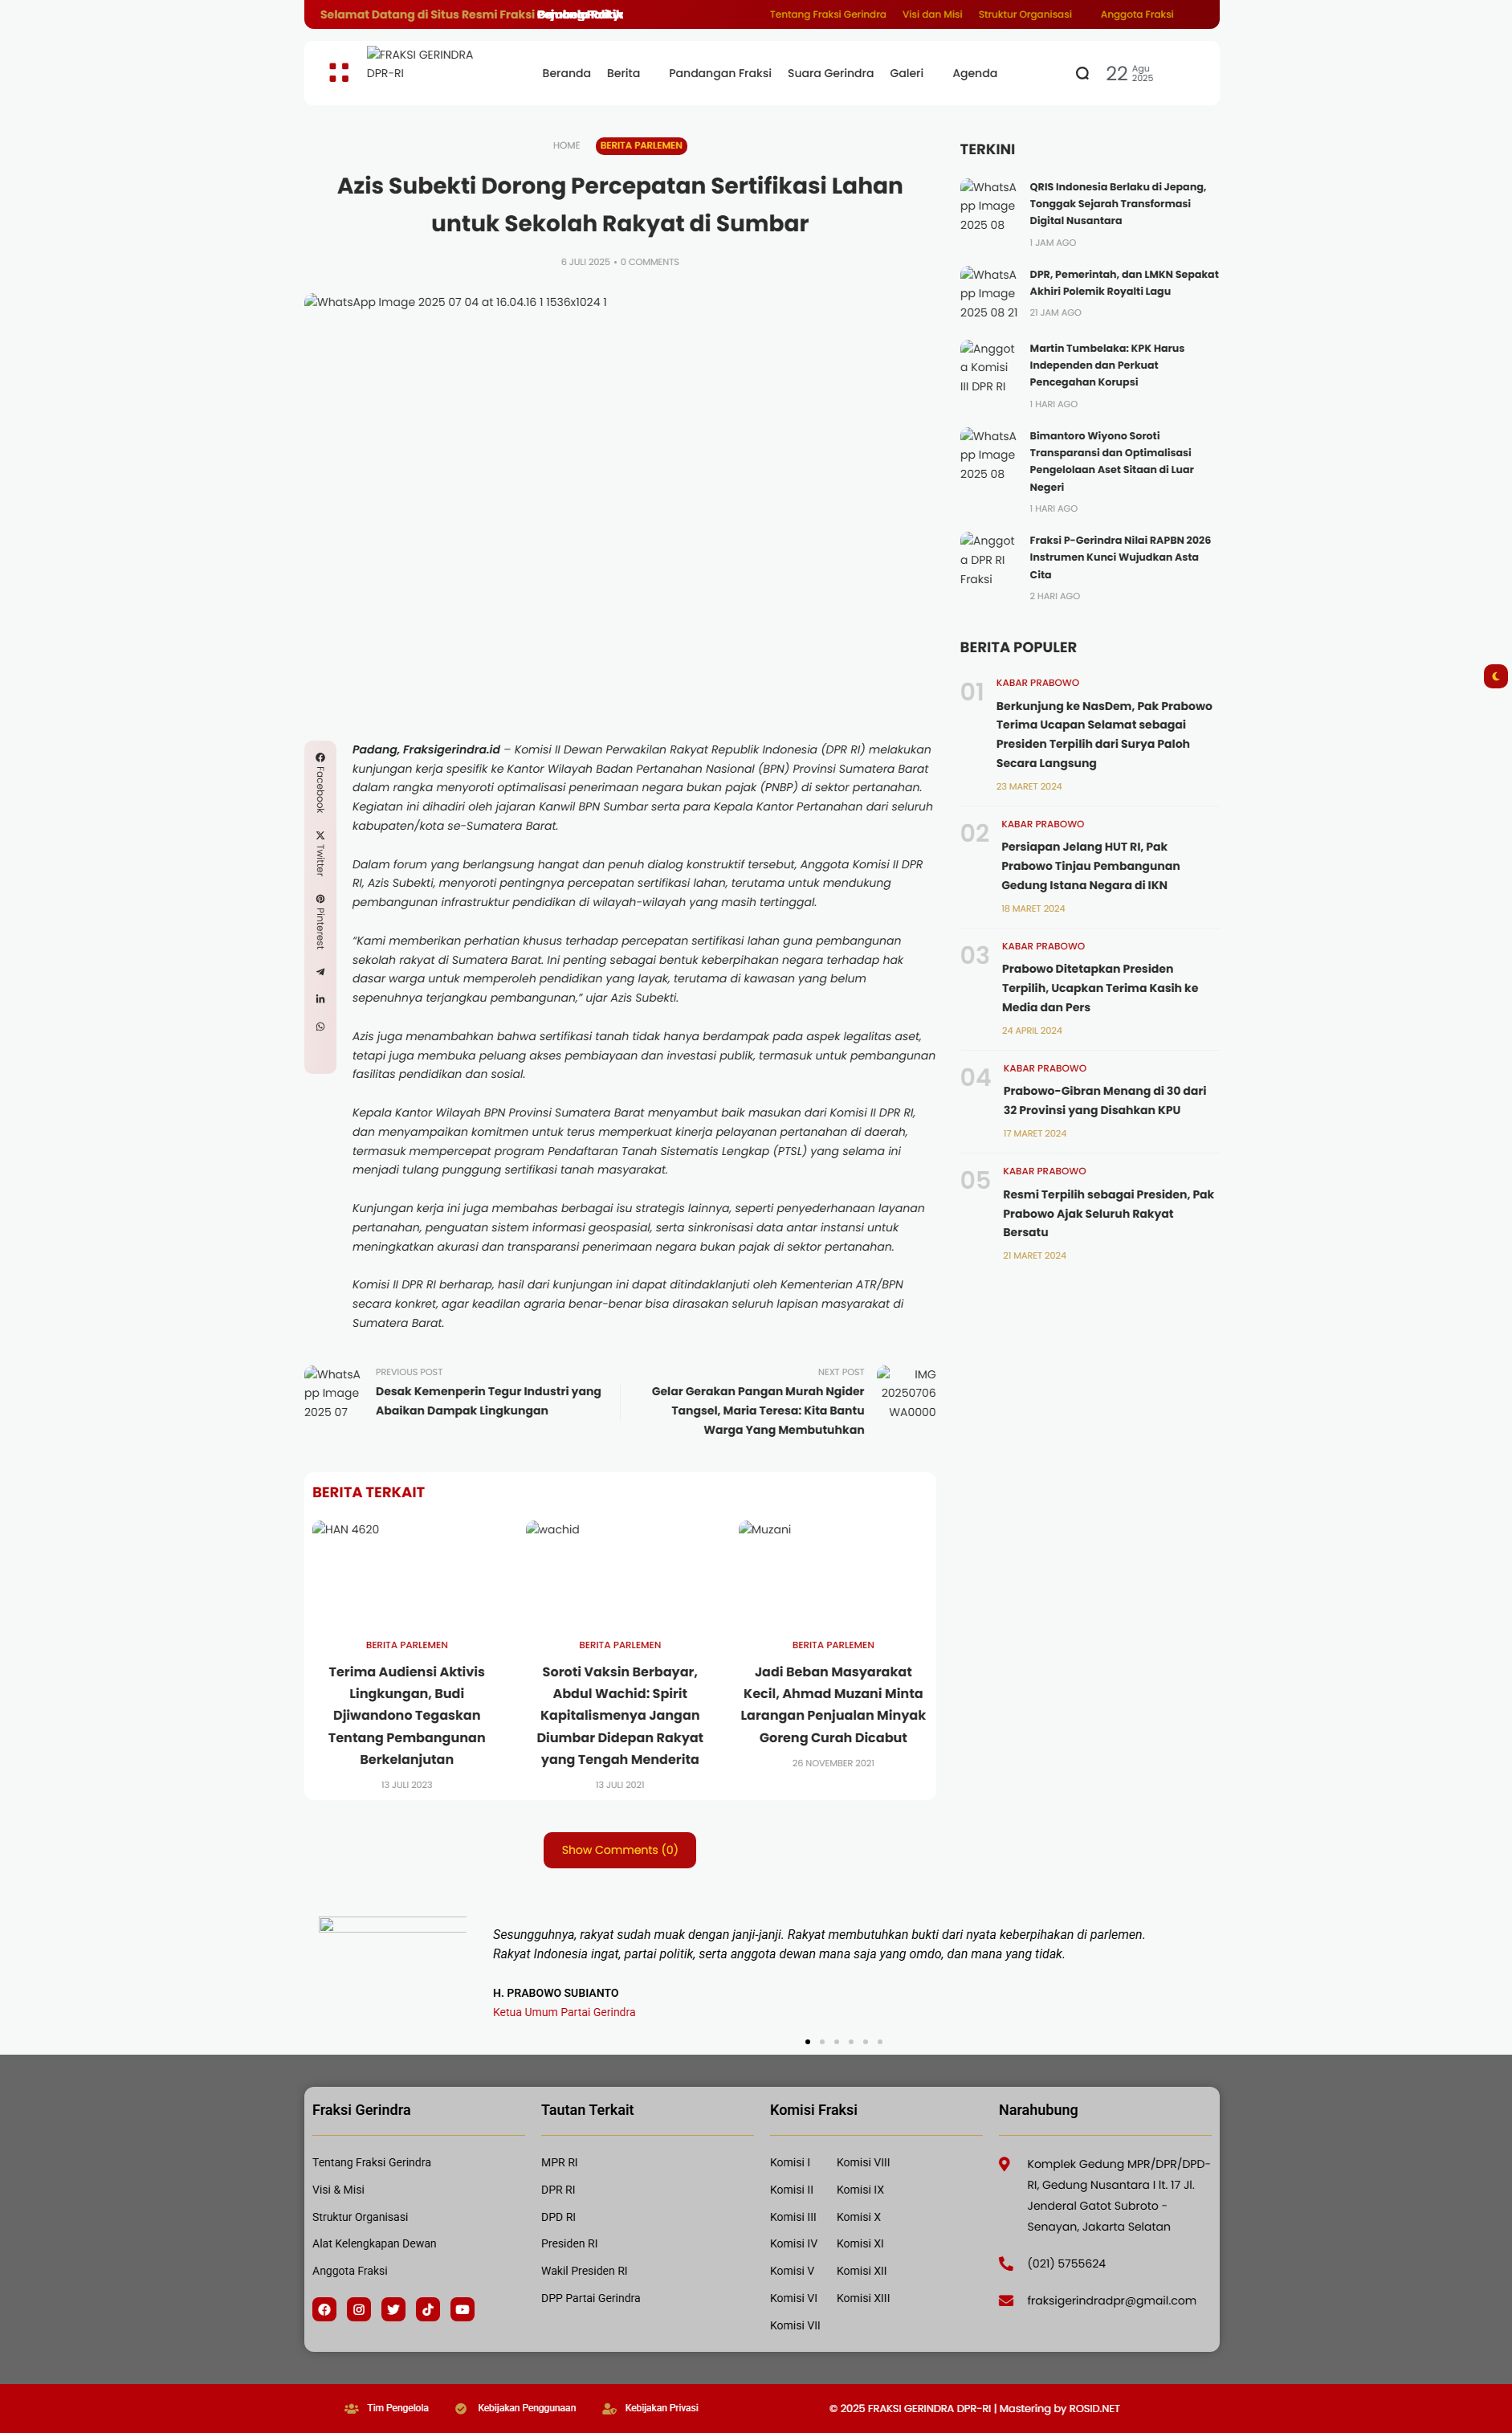 Selamat Datang di Situs Resmi Fraksi
Tentang Fraksi Gerindra Visi dan Misi Struktur Organisasi Anggota Fraksi
FRAKSI GERINDRA
DPR-RI
Beranda Berita Pandangan Fraksi Suara Gerindra Galeri Agenda
22 Agu
2025
HOME BERITA PARLEMEN
Azis Subekti Dorong Percepatan Sertifikasi Lahan
untuk Sekolah Rakyat di Sumbar
6 JULI 2025 • 0 COMMENTS
WhatsApp Image 2025 07 04 at 16.04.16 1 1536x1024 1
Facebook
Twitter
Pinterest
Padang, Fraksigerindra.id – Komisi II Dewan Perwakilan Rakyat Republik Indonesia (DPR RI) melakukan
kunjungan kerja spesifik ke Kantor Wilayah Badan Pertanahan Nasional (BPN) Provinsi Sumatera Barat
dalam rangka menyoroti optimalisasi penerimaan negara bukan pajak (PNBP) di sektor pertanahan.
Kegiatan ini dihadiri oleh jajaran Kanwil BPN Sumbar serta para Kepala Kantor Pertanahan dari seluruh
kabupaten/kota se-Sumatera Barat.
Dalam forum yang berlangsung hangat dan penuh dialog konstruktif tersebut, Anggota Komisi II DPR
RI, Azis Subekti, menyoroti pentingnya percepatan sertifikasi lahan, terutama untuk mendukung
pembangunan infrastruktur pendidikan di wilayah-wilayah yang masih tertinggal.
“Kami memberikan perhatian khusus terhadap percepatan sertifikasi lahan guna pembangunan
sekolah rakyat di Sumatera Barat. Ini penting sebagai bentuk keberpihakan negara terhadap hak
dasar warga untuk memperoleh pendidikan yang layak, terutama di kawasan yang belum
sepenuhnya terjangkau pembangunan,” ujar Azis Subekti.
Azis juga menambahkan bahwa sertifikasi tanah tidak hanya berdampak pada aspek legalitas aset,
tetapi juga membuka peluang akses pembiayaan dan investasi publik, termasuk untuk pembangunan
fasilitas pendidikan dan sosial.
Kepala Kantor Wilayah BPN Provinsi Sumatera Barat menyambut baik masukan dari Komisi II DPR RI,
dan menyampaikan komitmen untuk terus memperkuat kinerja pelayanan pertanahan di daerah,
termasuk mempercepat program Pendaftaran Tanah Sistematis Lengkap (PTSL) yang selama ini
menjadi tulang punggung sertifikasi tanah masyarakat.
Kunjungan kerja ini juga membahas berbagai isu strategis lainnya, seperti penyederhanaan layanan
pertanahan, penguatan sistem informasi geospasial, serta sinkronisasi data antar instansi untuk
meningkatkan akurasi dan transparansi penerimaan negara bukan pajak di sektor pertanahan.
Komisi II DPR RI berharap, hasil dari kunjungan ini dapat ditindaklanjuti oleh Kementerian ATR/BPN
secara konkret, agar keadilan agraria benar-benar bisa dirasakan seluruh lapisan masyarakat di
Sumatera Barat.
WhatsA
pp Image
2025 07
PREVIOUS POST
Desak Kemenperin Tegur Industri yang
Abaikan Dampak Lingkungan
NEXT POST
Gelar Gerakan Pangan Murah Ngider
Tangsel, Maria Teresa: Kita Bantu
Warga Yang Membutuhkan
IMG
20250706
WA0000
BERITA TERKAIT
HAN 4620
BERITA PARLEMEN
Terima Audiensi Aktivis
Lingkungan, Budi
Djiwandono Tegaskan
Tentang Pembangunan
Berkelanjutan
13 JULI 2023
wachid
BERITA PARLEMEN
Soroti Vaksin Berbayar,
Abdul Wachid: Spirit
Kapitalismenya Jangan
Diumbar Didepan Rakyat
yang Tengah Menderita
13 JULI 2021
Muzani
BERITA PARLEMEN
Jadi Beban Masyarakat
Kecil, Ahmad Muzani Minta
Larangan Penjualan Minyak
Goreng Curah Dicabut
26 NOVEMBER 2021
Show Comments (0)
TERKINI
WhatsA
pp Image
2025 08
QRIS Indonesia Berlaku di Jepang,
Tonggak Sejarah Transformasi
Digital Nusantara
1 JAM AGO
WhatsA
pp Image
2025 08 21
DPR, Pemerintah, dan LMKN Sepakat
Akhiri Polemik Royalti Lagu
21 JAM AGO
Anggot
a Komisi
III DPR RI
Martin Tumbelaka: KPK Harus
Independen dan Perkuat
Pencegahan Korupsi
1 HARI AGO
WhatsA
pp Image
2025 08
Bimantoro Wiyono Soroti
Transparansi dan Optimalisasi
Pengelolaan Aset Sitaan di Luar
Negeri
1 HARI AGO
Anggot
a DPR RI
Fraksi
Fraksi P-Gerindra Nilai RAPBN 2026
Instrumen Kunci Wujudkan Asta
Cita
2 HARI AGO
BERITA POPULER
01
KABAR PRABOWO
Berkunjung ke NasDem, Pak Prabowo
Terima Ucapan Selamat sebagai
Presiden Terpilih dari Surya Paloh
Secara Langsung
23 MARET 2024
02
KABAR PRABOWO
Persiapan Jelang HUT RI, Pak
Prabowo Tinjau Pembangunan
Gedung Istana Negara di IKN
18 MARET 2024
03
KABAR PRABOWO
Prabowo Ditetapkan Presiden
Terpilih, Ucapkan Terima Kasih ke
Media dan Pers
24 APRIL 2024
04
KABAR PRABOWO
Prabowo-Gibran Menang di 30 dari
32 Provinsi yang Disahkan KPU
17 MARET 2024
05
KABAR PRABOWO
Resmi Terpilih sebagai Presiden, Pak
Prabowo Ajak Seluruh Rakyat
Bersatu
21 MARET 2024
Sesungguhnya, rakyat sudah muak dengan janji-janji. Rakyat membutuhkan bukti dari nyata keberpihakan di parlemen.
Rakyat Indonesia ingat, partai politik, serta anggota dewan mana saja yang omdo, dan mana yang tidak.
H. PRABOWO SUBIANTO
Ketua Umum Partai Gerindra
Fraksi Gerindra
Tentang Fraksi Gerindra
Visi & Misi
Struktur Organisasi
Alat Kelengkapan Dewan
Anggota Fraksi
Tautan Terkait
MPR RI
DPR RI
DPD RI
Presiden RI
Wakil Presiden RI
DPP Partai Gerindra
Komisi Fraksi
Komisi I
Komisi II
Komisi III
Komisi IV
Komisi V
Komisi VI
Komisi VII
Komisi VIII
Komisi IX
Komisi X
Komisi XI
Komisi XII
Komisi XIII
Narahubung
Komplek Gedung MPR/DPR/DPD-
RI, Gedung Nusantara I lt. 17 Jl.
Jenderal Gatot Subroto -
Senayan, Jakarta Selatan
(021) 5755624
fraksigerindradpr@gmail.com
Tim Pengelola Kebijakan Penggunaan Kebijakan Privasi
© 2025 FRAKSI GERINDRA DPR-RI | Mastering by ROSID.NET